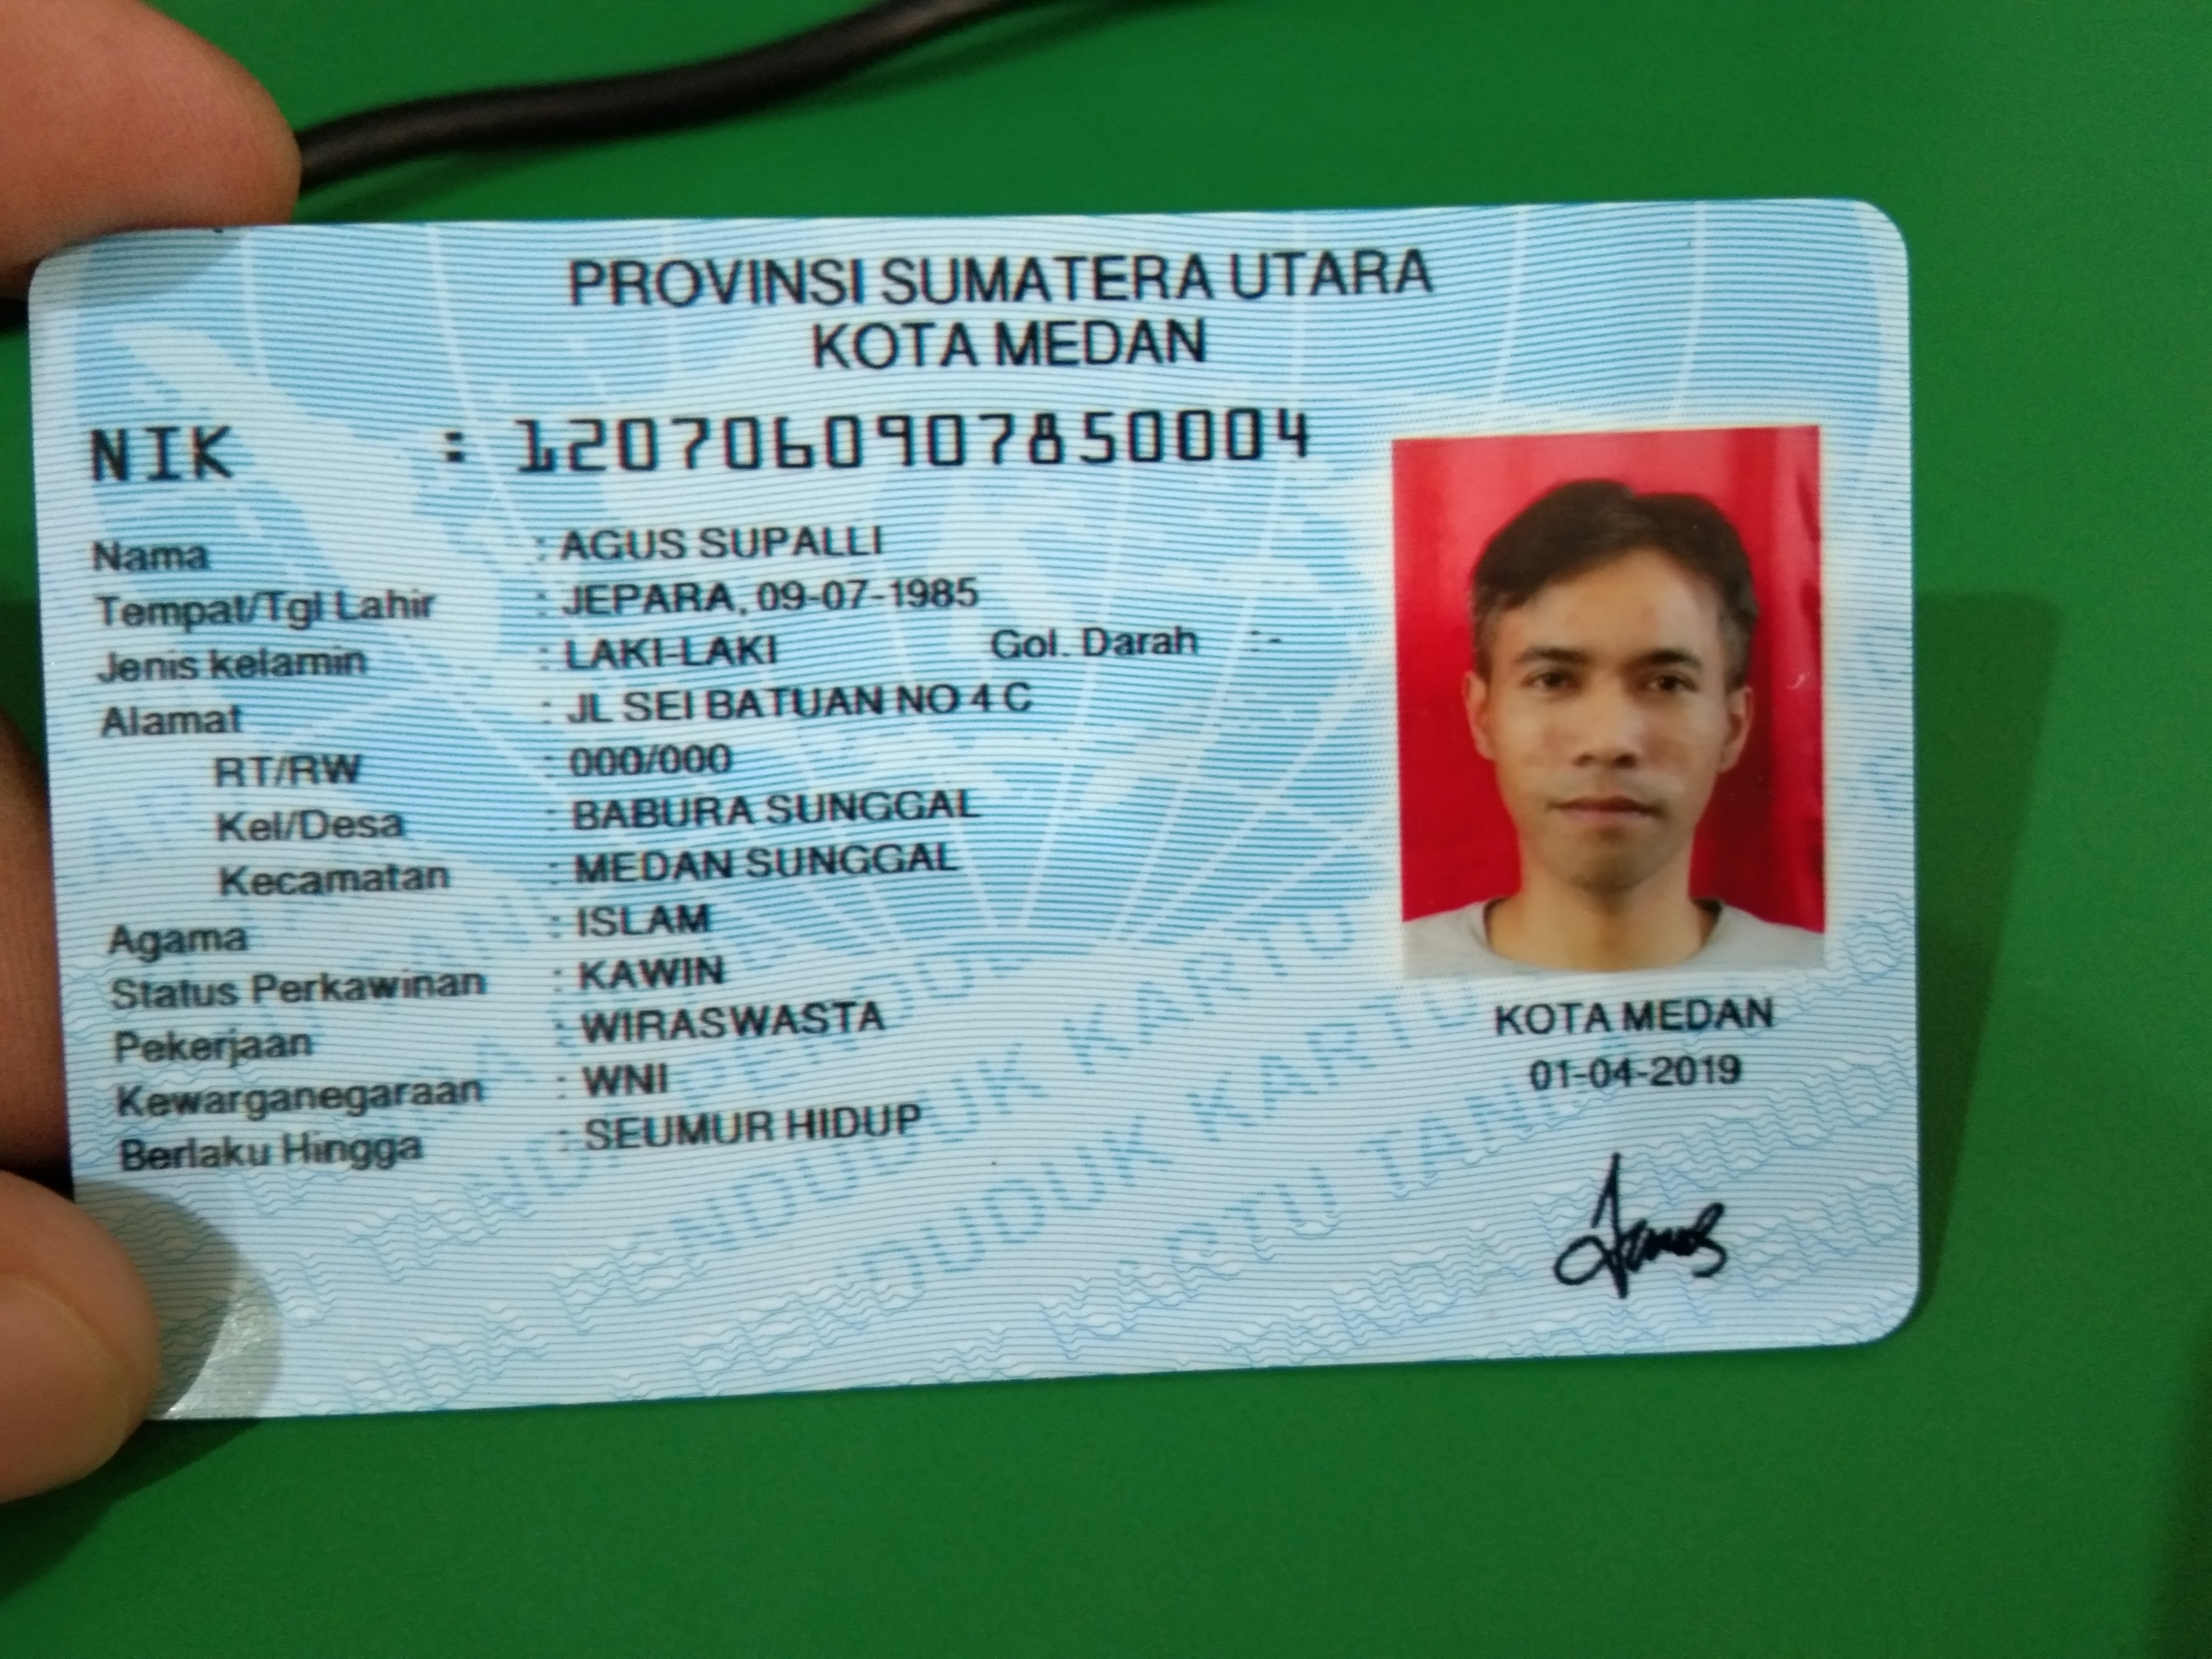 PROVINSI SUMATERA UTARA
KOTA MEDAN
NIK : 1207060907850004
Nama : AGUS SUPALLI
Tempat/Tgl Lahir : JEPARA, 09-07-1985
Jenis kelamin : LAKI-LAKI Gol. Darah : -
Alamat : JL SEI BATUAN NO 4 C
RT/RW : 000/000
Kel/Desa : BABURA SUNGGAL
Kecamatan : MEDAN SUNGGAL
Agama : ISLAM
Status Perkawinan : KAWIN
Pekerjaan : WIRASWASTA
Kewarganegaraan : WNI
Berlaku Hingga : SEUMUR HIDUP
KOTA MEDAN
01-04-2019